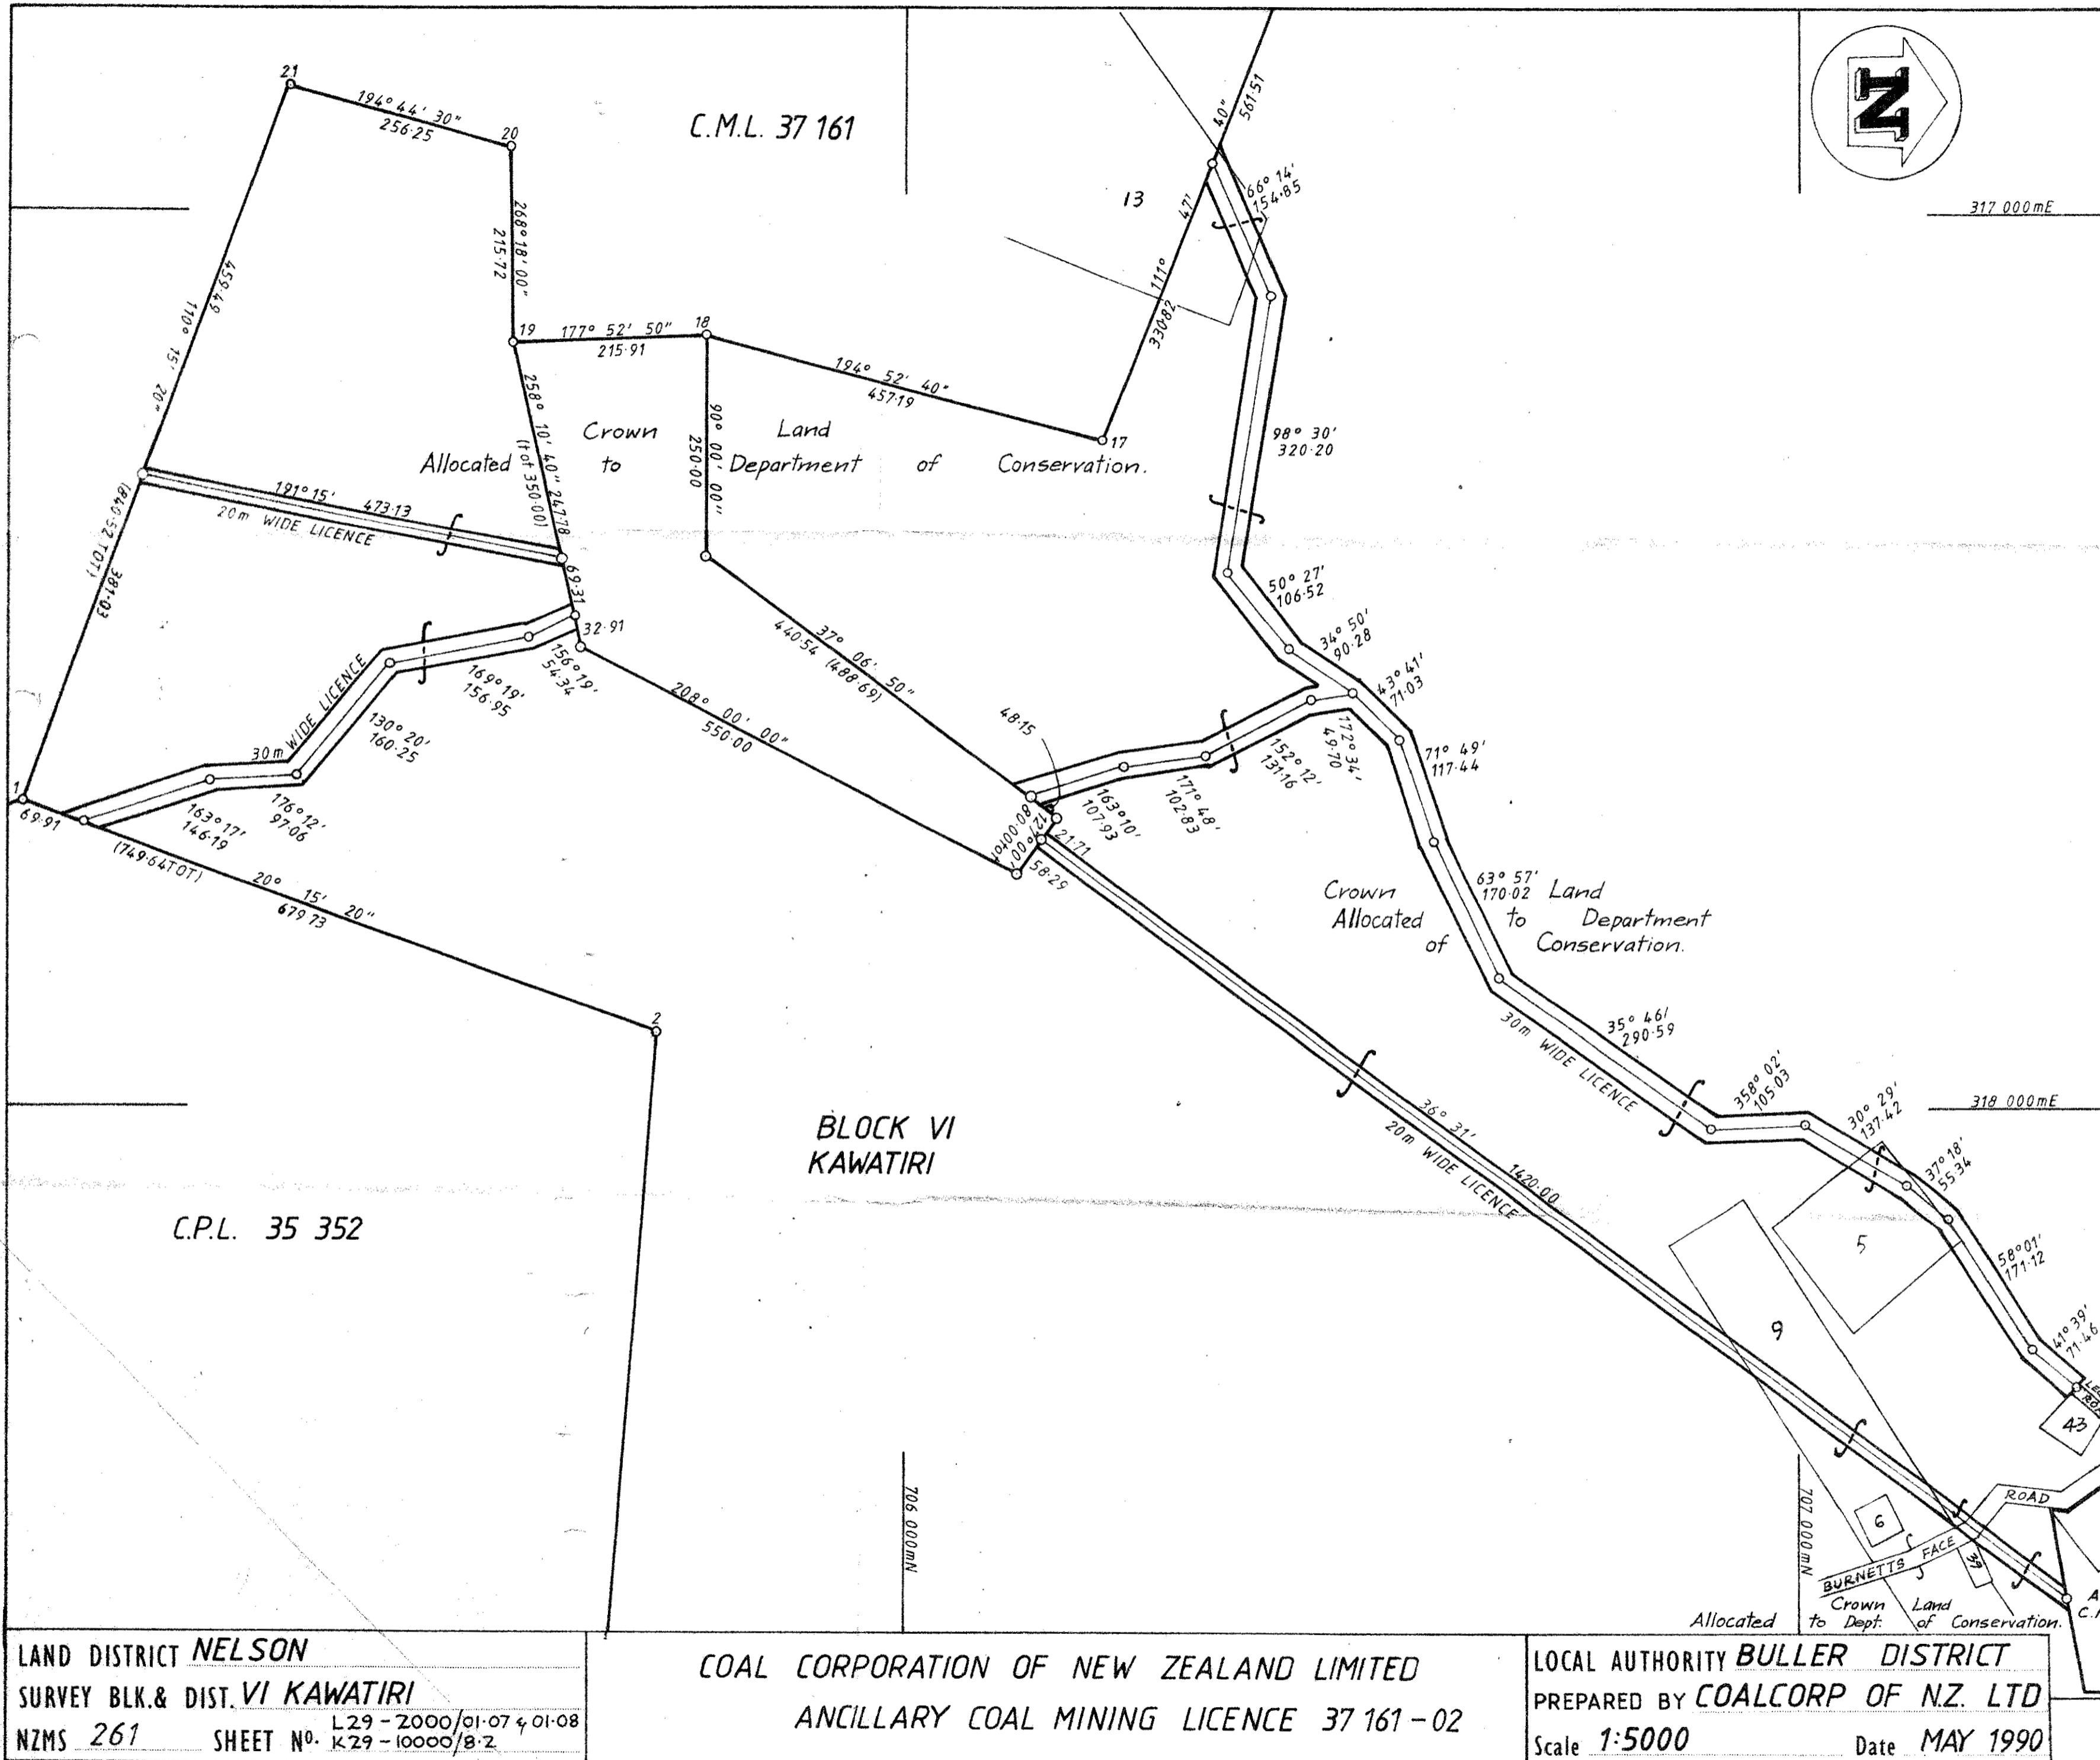 21
194° 44' 30"
256·25
20
C.M.L. 37 161
40"
561·51
N
13
66° 14'
154·85
47'
317 000mE
268° 18' 00"
215·72
459·49
110° 15' 20"
111°
330·82
19
177° 52' 50"
215·91
18
194° 52' 40"
457·19
17
258° 10' 40"
(tot 350·00)
247·78
90° 00' 00"
250·00
Crown Land
Allocated to Department of Conservation.
98° 30'
320·20
191° 15' 473·13
20m WIDE LICENCE
(840·52 TOT)
381·03
69·31
32·91
50° 27'
106·52
34° 50'
90·28
43° 41'
71·03
37° 06' 50"
440·54 (488·69)
156° 19'
54·34
169° 19'
156·95
130° 20'
160·25
30m WIDE LICENCE
208° 00' 00"
550·00
48·15
172° 34'
49·70
152° 12'
131·16
171° 48'
102·83
163° 10'
107·93
71° 49'
117·44
1
69·91
163° 17'
146·19
176° 12'
97·06
(749·64TOT)
20° 15' 20"
679·73
80·00tot
127° 00'
21·71
58·29
63° 57'
170·02
Crown Land
Allocated to Department
of Conservation.
2
35° 46'
290·59
30m WIDE LICENCE
358° 02'
105·03
30° 29'
137·42
318 000mE
37° 18'
55·34
BLOCK VI
KAWATIRI
36° 31'
1420·00
20m WIDE LICENCE
C.P.L. 35 352
5
9
58° 01'
171·12
41° 39'
71·46
43
706 000mN
707 000mN
ROAD
6
39
BURNETTS FACE
Crown Land
Allocated to Dept. of Conservation.
LAND DISTRICT NELSON
SURVEY BLK.& DIST. VI KAWATIRI
NZMS 261 SHEET Nº. L29-2000/01·07 & 01·08
K29-10000/8·2
COAL CORPORATION OF NEW ZEALAND LIMITED
ANCILLARY COAL MINING LICENCE 37 161-02
LOCAL AUTHORITY BULLER DISTRICT
PREPARED BY COALCORP OF N.Z. LTD
Scale 1:5000 Date MAY 1990